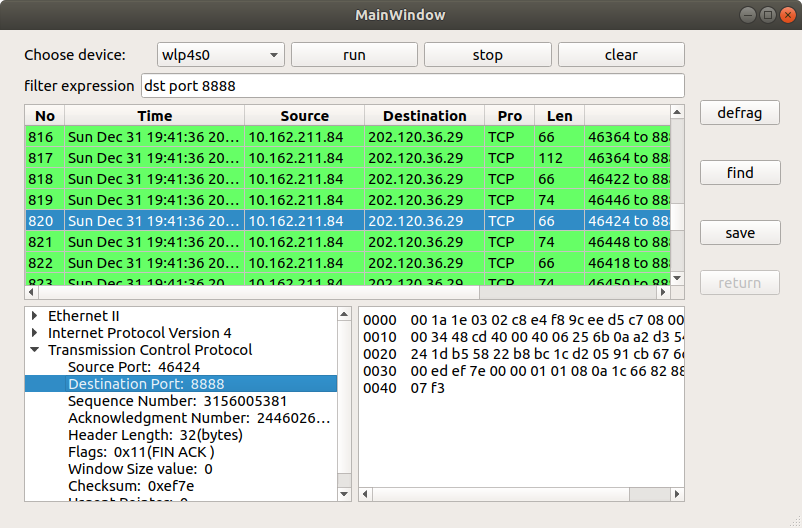 MainWindow
Choose device: wlp4s0 run stop clear
filter expression dst port 8888
No Time Source Destination Pro Len
816 Sun Dec 31 19:41:36 20... 10.162.211.84 202.120.36.29 TCP 66 46364 to 88
817 Sun Dec 31 19:41:36 20... 10.162.211.84 202.120.36.29 TCP 112 46364 to 88
818 Sun Dec 31 19:41:36 20... 10.162.211.84 202.120.36.29 TCP 66 46422 to 88
819 Sun Dec 31 19:41:36 20... 10.162.211.84 202.120.36.29 TCP 74 46446 to 88
820 Sun Dec 31 19:41:36 20... 10.162.211.84 202.120.36.29 TCP 66 46424 to 88
821 Sun Dec 31 19:41:36 20... 10.162.211.84 202.120.36.29 TCP 74 46448 to 88
822 Sun Dec 31 19:41:36 20... 10.162.211.84 202.120.36.29 TCP 66 46418 to 88
823 Sun Dec 31 19:41:36 20... 10.162.211.84 202.120.36.29 TCP 74 46450 to 88
defrag
find
save
return
Ethernet II
Internet Protocol Version 4
Transmission Control Protocol
Source Port: 46424
Destination Port: 8888
Sequence Number: 3156005381
Acknowledgment Number: 2446026...
Header Length: 32(bytes)
Flags: 0x11(FIN ACK )
Window Size value: 0
Checksum: 0xef7e
Urgent Pointer: 0
0000 00 1a 1e 03 02 c8 e4 f8 9c ee d5 c7 08 00
0010 00 34 48 cd 40 00 40 06 25 6b 0a a2 d3 54
0020 24 1d b5 58 22 b8 bc 1c d2 05 91 cb 67 6
0030 00 ed ef 7e 00 00 01 01 08 0a 1c 66 82 88
0040 07 f3